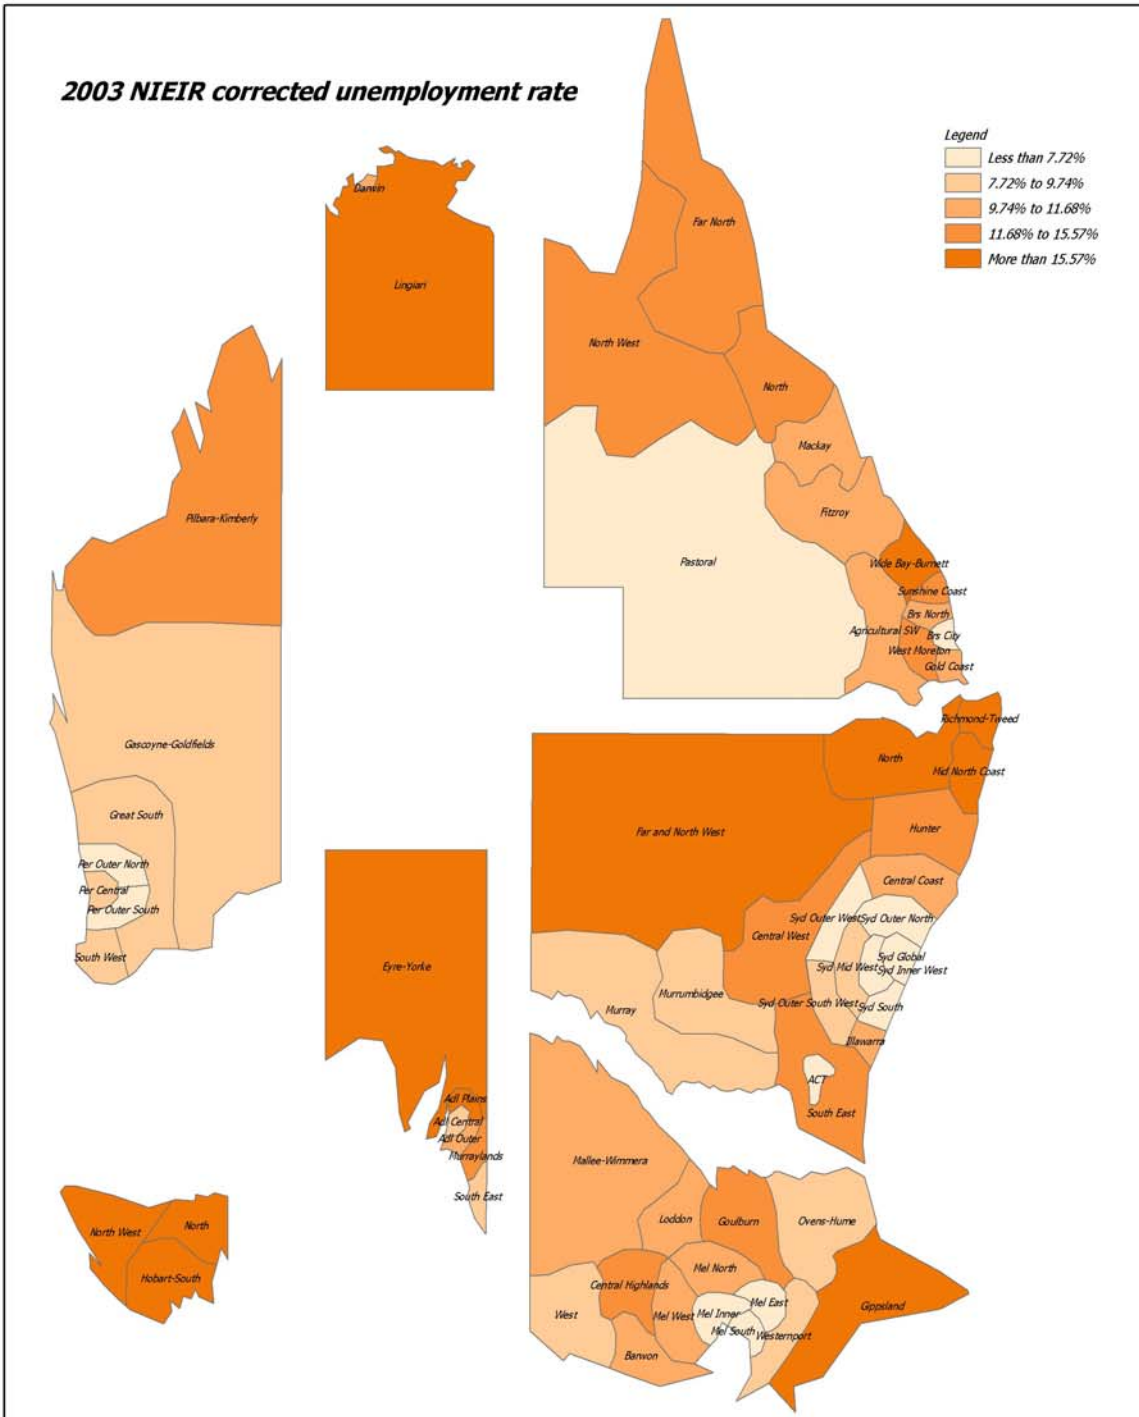 2003 NIEIR corrected unemployment rate
Legend
Less than 7.72%
7.72% to 9.74%
9.74% to 11.68%
11.68% to 15.57%
More than 15.57%
Darwin
Lingiari
Far North
North West
North
Mackay
Fitzroy
Pilbara-Kimberly
Pastoral
Wide Bay-Burnett
Sunshine Coast
Brs North
Agricultural SW
Brs City
West Moreton
Gold Coast
Richmond-Tweed
Gascoyne-Goldfields
North
Mid North Coast
Great South
Far and North West
Hunter
Per Outer North
Per Central
Per Outer South
Central Coast
Syd Outer West
Syd Outer North
Central West
South West
Eyre-Yorke
Syd Global
Syd Mid West
Syd Inner West
Murrumbidgee
Murray
Syd Outer South West
Syd South
Illawarra
ACT
South East
Adl Plains
Adl Central
Adl Outer
Murraylands
South East
Mallee-Wimmera
North West
North
Hobart-South
Loddon
Goulburn
Ovens-Hume
Mel North
Central Highlands
West
Mel West
Mel Inner
Mel East
Mel South
Westernport
Gippsland
Barwon